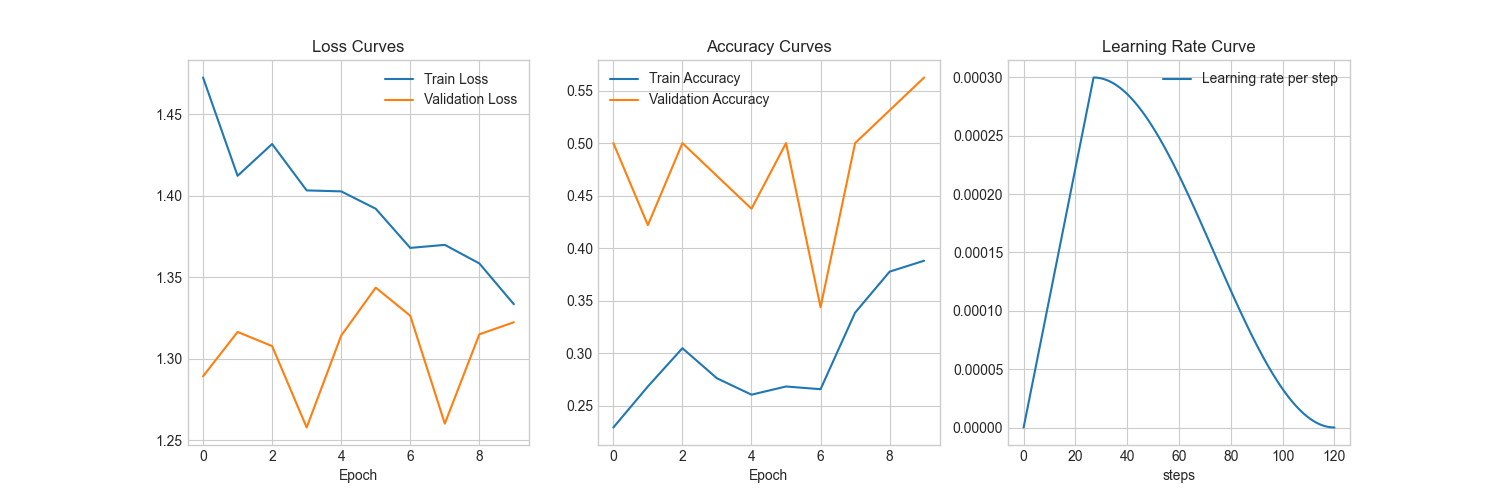 Loss Curves
Train Loss
Validation Loss
1.45
1.40
1.35
1.30
1.25
0 2 4 6 8
Epoch
Accuracy Curves
Train Accuracy
Validation Accuracy
0.55
0.50
0.45
0.40
0.35
0.30
0.25
0 2 4 6 8
Epoch
Learning Rate Curve
Learning rate per step
0.00030
0.00025
0.00020
0.00015
0.00010
0.00005
0.00000
0 20 40 60 80 100 120
steps